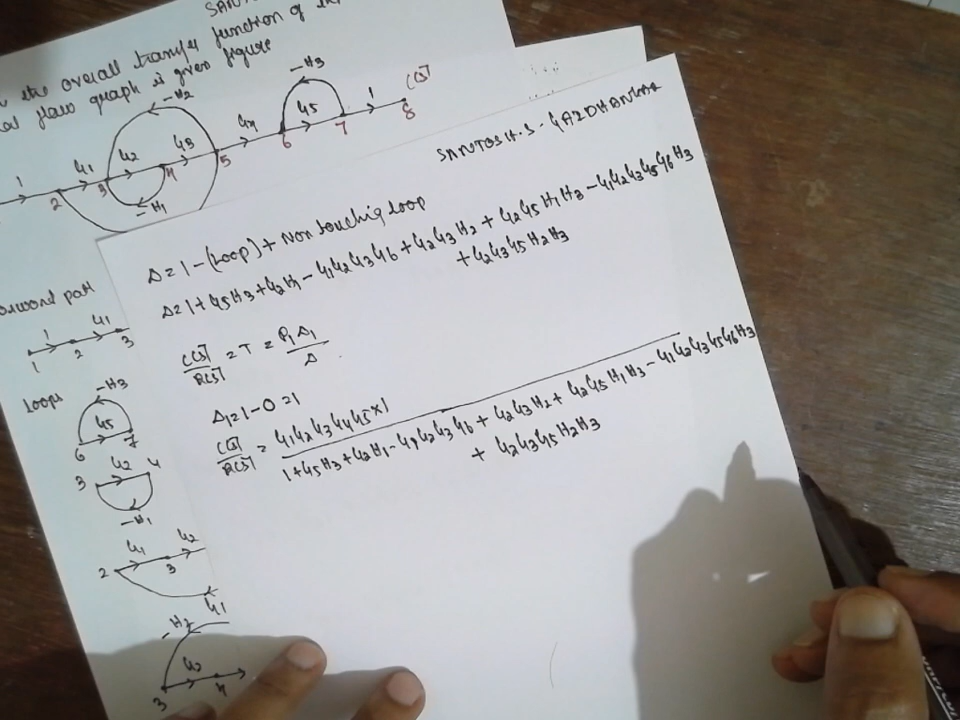 the overall transfer function of the
flow graph is given figure
-H3
C(S)
-H2
1
G1
G2
G3
G4
G5
1
2
3
4
5
6
7
8
-H1
SANTOSH.S. GAZDHANKAR
Δ = 1 - (Loop) + Non touching loop
Δ = 1 + G5H3 + G2H1 - G1G2G3G6 + G2G3H2 + G2G5H1H3 - G1G2G3G5G6H3
+ G2G3G5H2H3
C(S)/R(S) = T = P1Δ1/Δ
Δ1 = 1 - 0 = 1
C(S)/R(S) = G1G2G3G4G5×1
1 + G5H3 + G2H1 - G1G2G3G6 + G2G3H2 + G2G5H1H3 - G1G2G3G5G6H3
+ G2G3G5H2H3
path
1
G1
1
2
3
Loops
-H3
G5
6
7
3
G2
4
-H1
G1
G2
2
3
-H2
G2
3
4